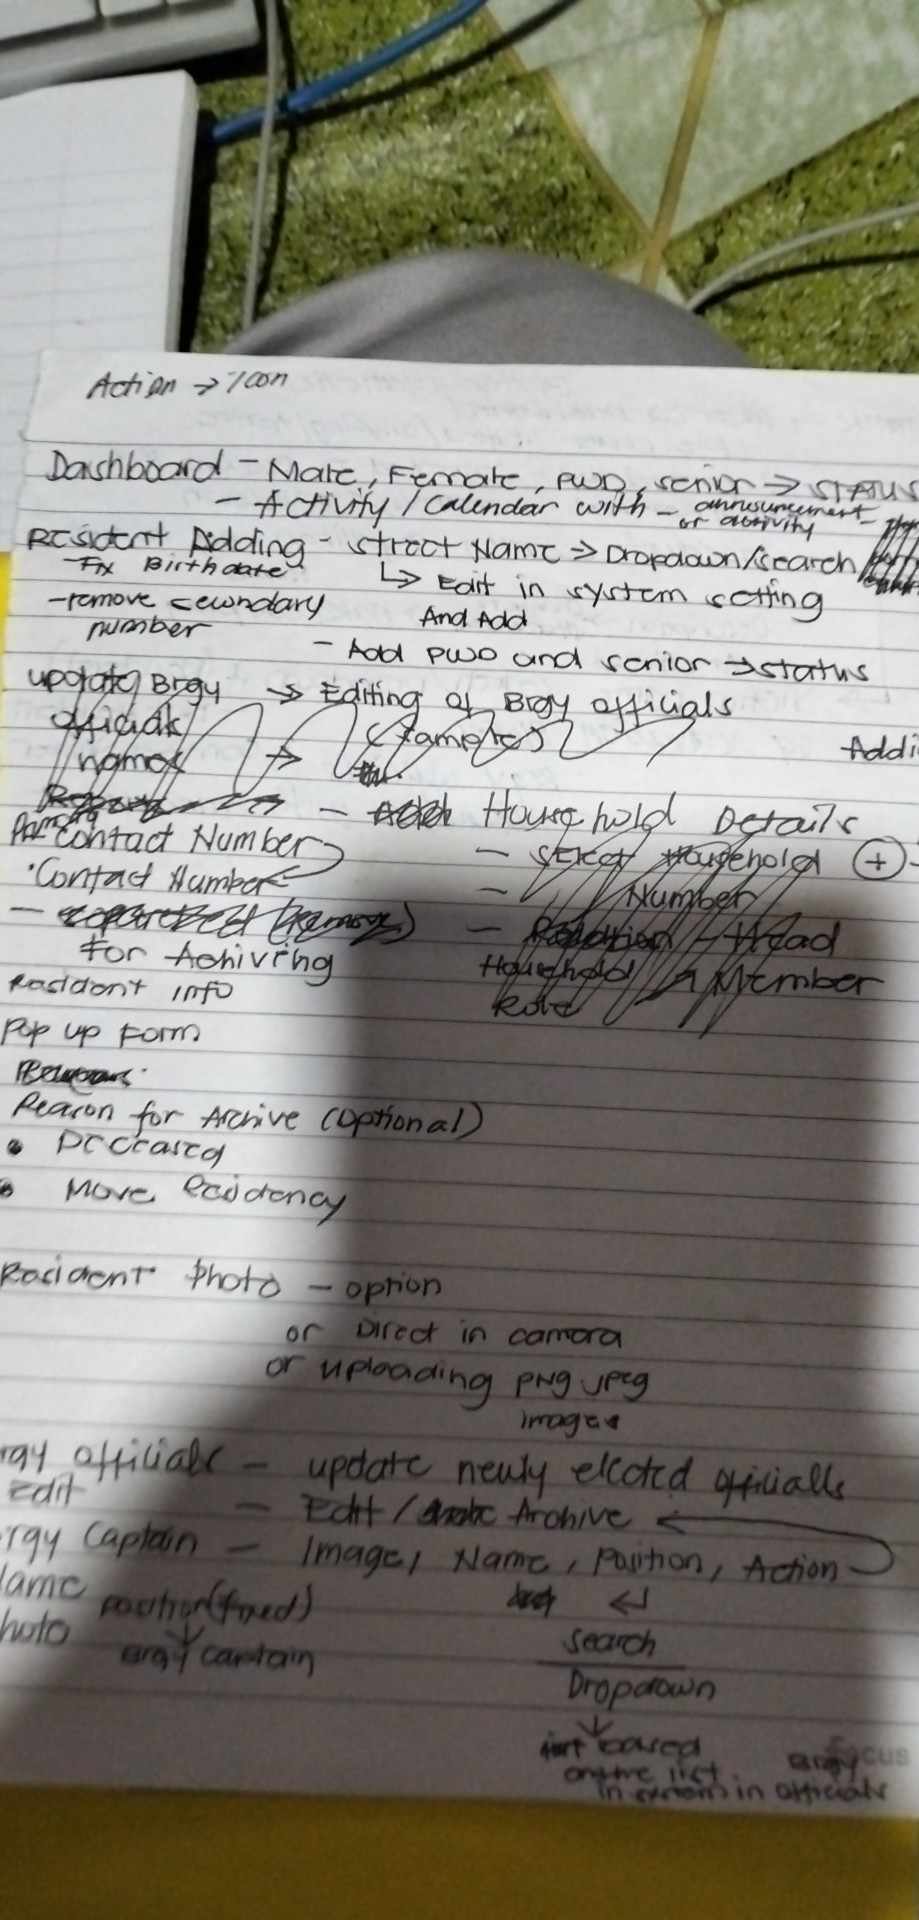 Action → Icon
Dashboard - Male, Female, PWD, senior → STATUS
- Activity / Calendar with - announcement
or activity
Resident Adding - street Name → Dropdown/search
Fix Birthdate
↳ Edit in system setting
And Add
- remove secondary
number
- Add PWD and senior → status
update Brgy → Editing of Brgy officials
officials
names →
(example)
Addi
- Household Details
Contact Number
- select Household (+)
· Contact Number
- Number
- Head
For Achiving
Household
Member
Role
Resident info
Pop up Form
Reason for Archive (optional)
• Deceased
• Move Residency
Resident Photo - option
or Direct in camera
or uploading PNG JPEG
images
rgy officials - update newly elected officialls
Edit
- Edit / Archive ←
rgy Captain - Image, Name, Position, Action
ame
position (fixed)
hoto
Brgy Captain
search
Dropdown
based
on the list
Brgy
in system in officials